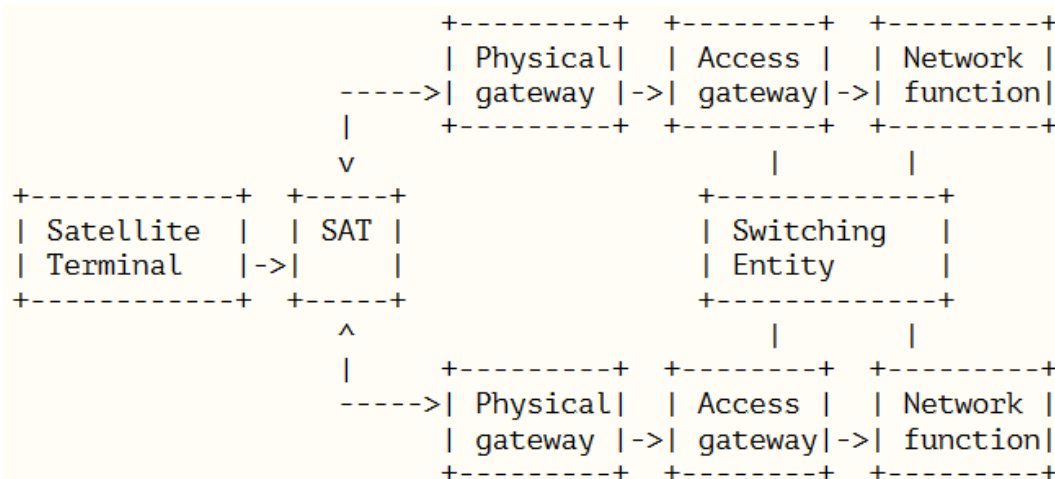 +---------+  +--------+  +---------+
                         | Physical|  | Access |  | Network |
                   ----->| gateway |->| gateway|->| function|
                   |     +---------+  +--------+  +---------+
                   v                        |       |
+------------+  +-----+                 +-------------+
| Satellite  |  | SAT |                 | Switching   |
| Terminal   |->|     |                 | Entity      |
+------------+  +-----+                 +-------------+
                   ^                        |       |
                   |     +---------+  +--------+  +---------+
                   ----->| Physical|  | Access |  | Network |
                         | gateway |->| gateway|->| function|
                         +---------+  +--------+  +---------+